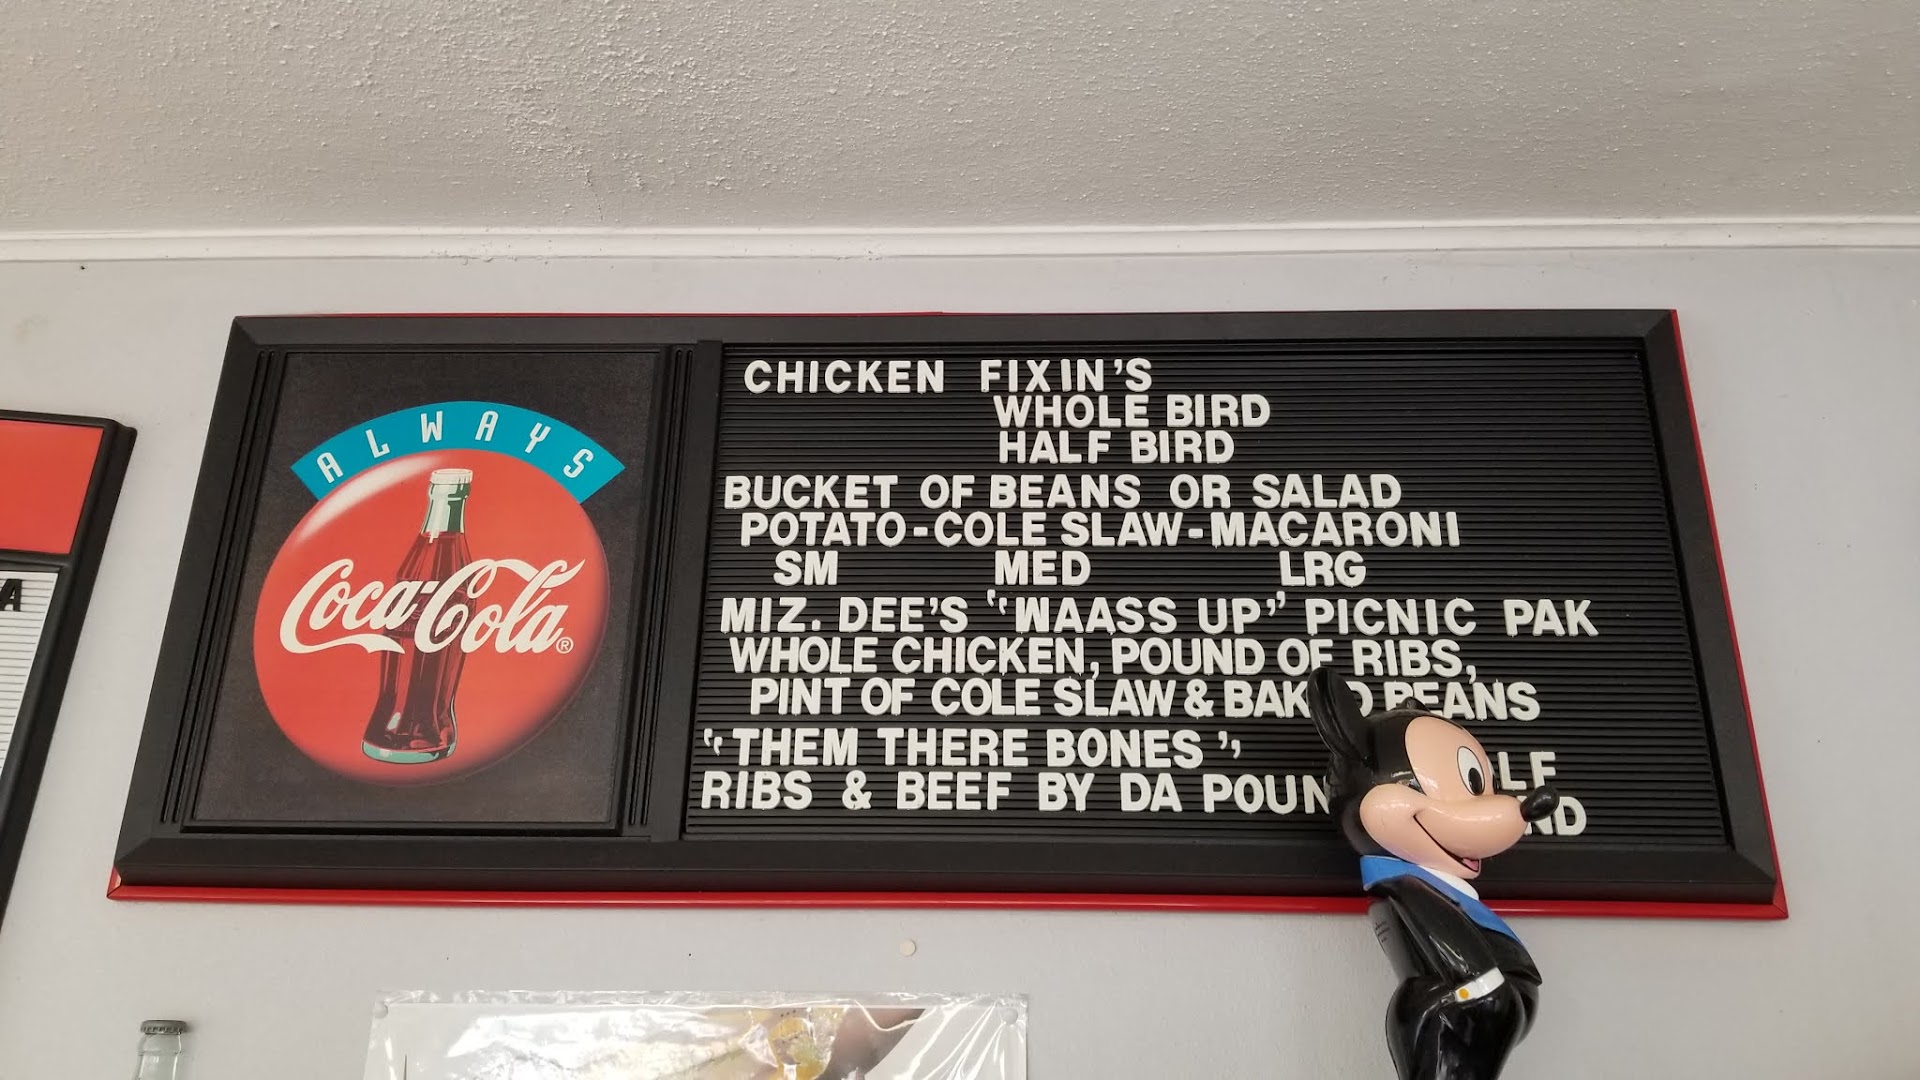 ALWAYS
Coca-Cola®
CHICKEN FIXIN'S
WHOLE BIRD
HALF BIRD
BUCKET OF BEANS OR SALAD
POTATO-COLE SLAW-MACARONI
SM MED LRG
MIZ. DEE'S "WAASS UP" PICNIC PAK
WHOLE CHICKEN, POUND OF RIBS,
PINT OF COLE SLAW & BAKED BEANS
"THEM THERE BONES"
RIBS & BEEF BY DA POUN
A